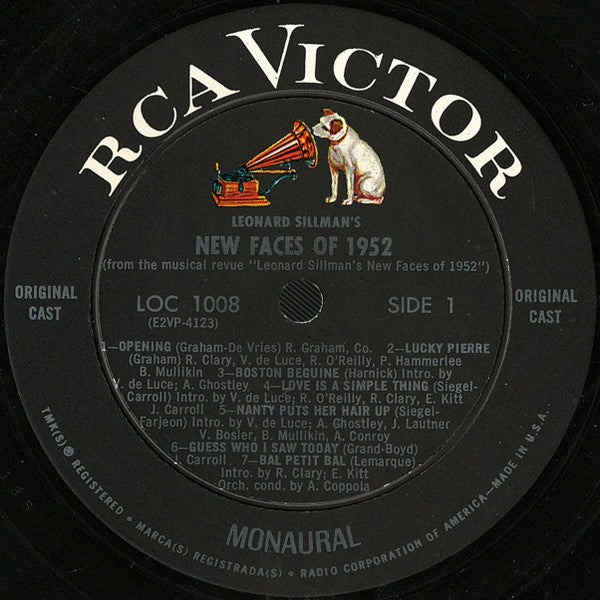 RCA VICTOR
LEONARD SILLMAN'S
NEW FACES OF 1952
(from the musical revue "Leonard Sillman's New Faces of 1952")
ORIGINAL
CAST
ORIGINAL
CAST
LOC 1008
(E2VP-4123)
SIDE 1
1—OPENING (Graham-De Vries) R. Graham, Co. 2—LUCKY PIERRE
(Graham) R. Clary, V. de Luce, R. O'Reilly, P. Hammerlee
B. Mullikin 3—BOSTON BEGUINE (Harnick) Intro. by
V. de Luce; A. Ghostley 4—LOVE IS A SIMPLE THING (Siegel-
Carroll) Intro. by V. de Luce; R. O'Reilly, R. Clary, E. Kitt
J. Carroll 5—NANTY PUTS HER HAIR UP (Siegel-
Farjeon) Intro. by V. de Luce; A. Ghostley, J. Lautner
V. Bosler, B. Mullikin, A. Conroy
6—GUESS WHO I SAW TODAY (Grand-Boyd)
J. Carroll 7—BAL PETIT BAL (Lemarque)
Intro. by R. Clary, E. Kitt
Orch. cond. by A. Coppola
MONAURAL
TMK(S) ® REGISTERED • MARCA(S) REGISTRADA(S) • RADIO CORPORATION OF AMERICA—MADE IN U.S.A.